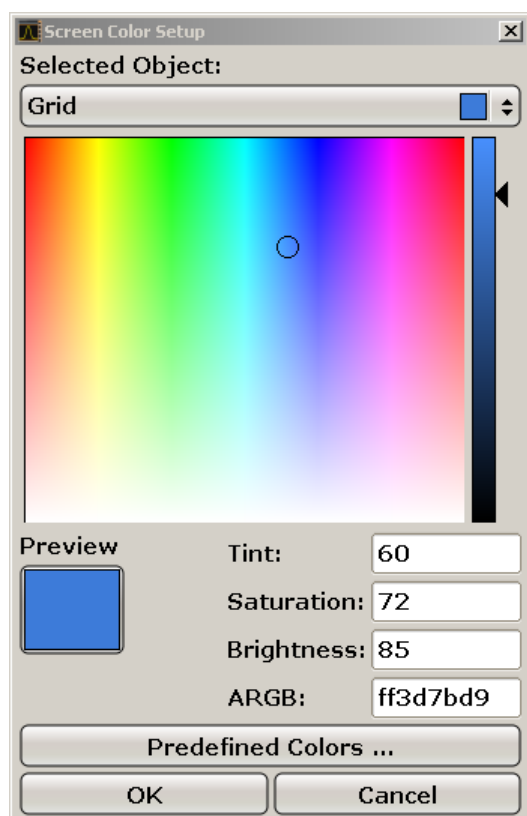 Screen Color Setup
Selected Object:
Grid
Preview
Tint: 60
Saturation: 72
Brightness: 85
ARGB: ff3d7bd9
Predefined Colors ...
OK Cancel